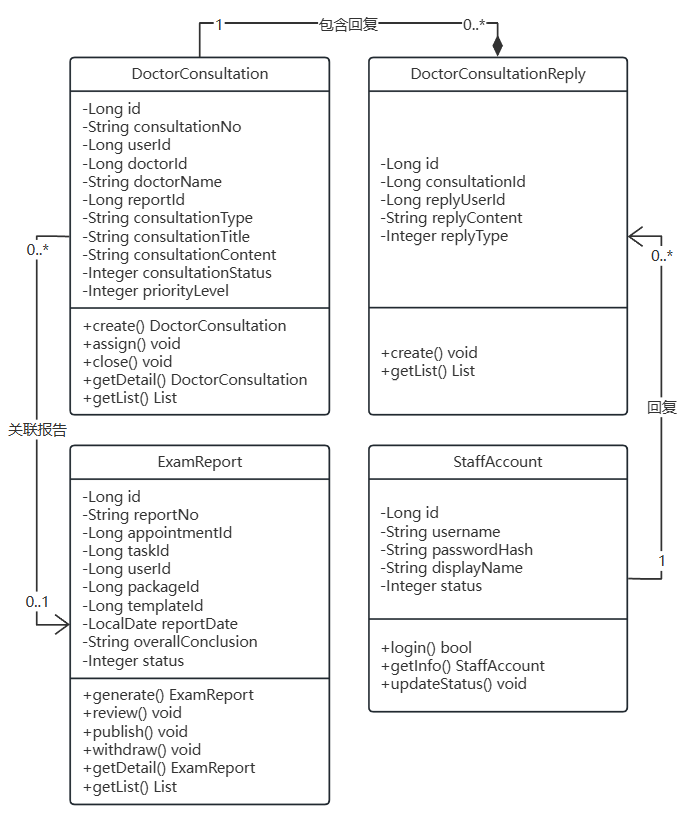 1
包含回复
0..*
DoctorConsultation
-Long id
-String consultationNo
-Long userId
-Long doctorId
-String doctorName
-Long reportId
-String consultationType
-String consultationTitle
-String consultationContent
-Integer consultationStatus
-Integer priorityLevel
+create() DoctorConsultation
+assign() void
+close() void
+getDetail() DoctorConsultation
+getList() List
DoctorConsultationReply
-Long id
-Long consultationId
-Long replyUserId
-String replyContent
-Integer replyType
+create() void
+getList() List
0..*
关联报告
0..1
0..*
回复
1
ExamReport
-Long id
-String reportNo
-Long appointmentId
-Long taskId
-Long userId
-Long packageId
-Long templateId
-LocalDate reportDate
-String overallConclusion
-Integer status
+generate() ExamReport
+review() void
+publish() void
+withdraw() void
+getDetail() ExamReport
+getList() List
StaffAccount
-Long id
-String username
-String passwordHash
-String displayName
-Integer status
+login() bool
+getInfo() StaffAccount
+updateStatus() void